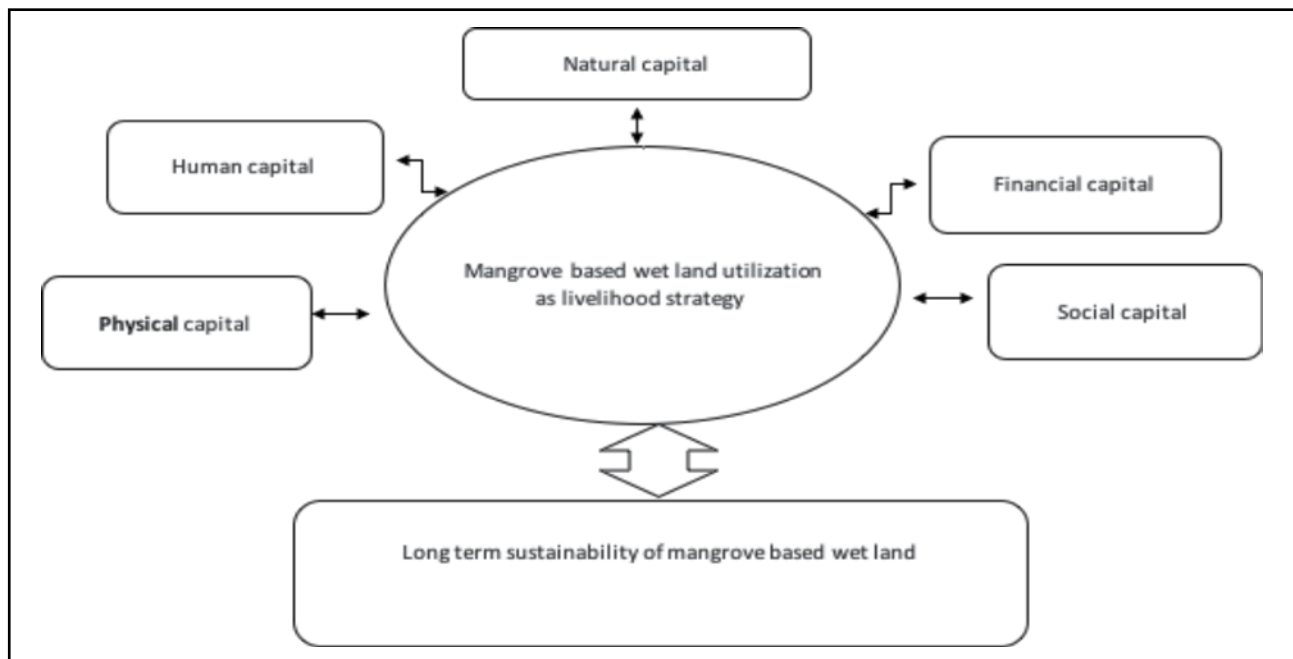 Natural capital
Human capital
Financial capital
Mangrove based wet land utilization
as livelihood strategy
Physical capital
Social capital
Long term sustainability of mangrove based wet land